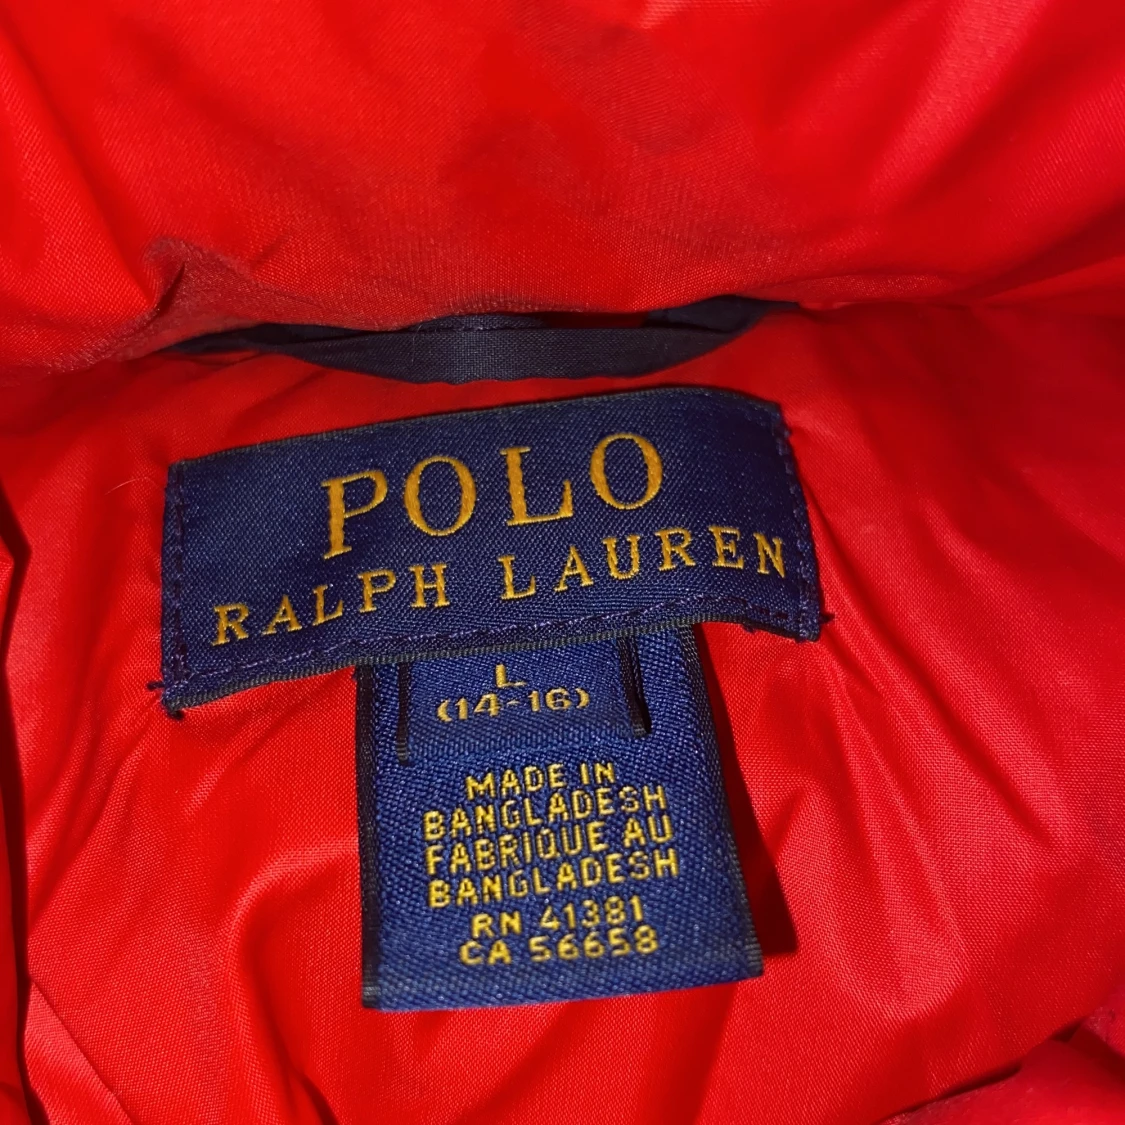 POLO
RALPH LAUREN
L
(14-16)
MADE IN
BANGLADESH
FABRIQUE AU
BANGLADESH
RN 41381
CA 56658